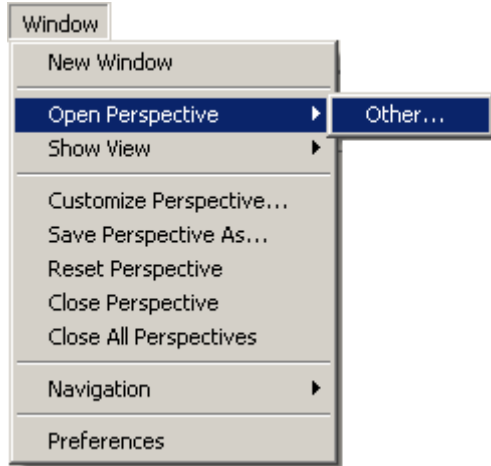 Window
New Window
Open Perspective
Other...
Show View
Customize Perspective...
Save Perspective As...
Reset Perspective
Close Perspective
Close All Perspectives
Navigation
Preferences